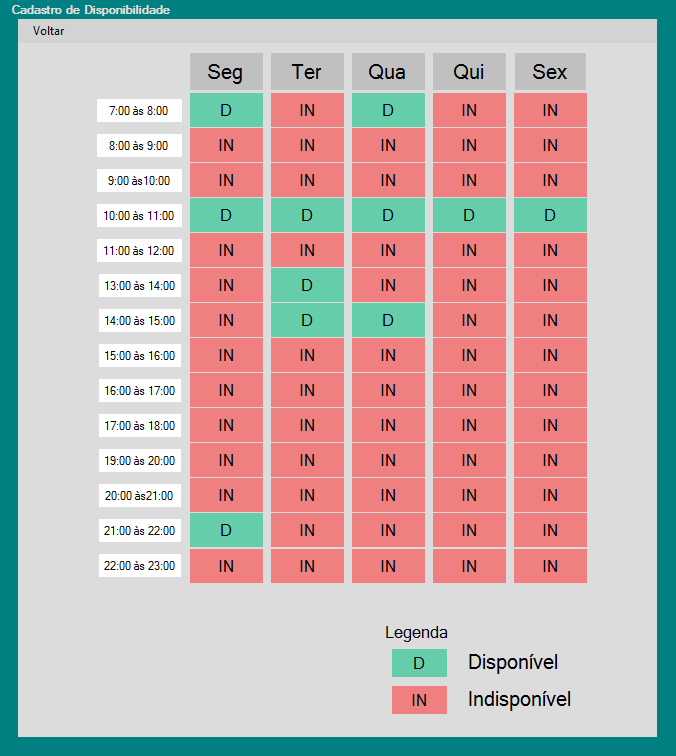 Cadastro de Disponibilidade
Voltar
Seg Ter Qua Qui Sex
7:00 às 8:00 D IN D IN IN
8:00 às 9:00 IN IN IN IN IN
9:00 às10:00 IN IN IN IN IN
10:00 às 11:00 D D D D D
11:00 às 12:00 IN IN IN IN IN
13:00 às 14:00 IN D IN IN IN
14:00 às 15:00 IN D D IN IN
15:00 às 16:00 IN IN IN IN IN
16:00 às 17:00 IN IN IN IN IN
17:00 às 18:00 IN IN IN IN IN
19:00 às 20:00 IN IN IN IN IN
20:00 às21:00 IN IN IN IN IN
21:00 às 22:00 D IN IN IN IN
22:00 às 23:00 IN IN IN IN IN
Legenda
D Disponível
IN Indisponível